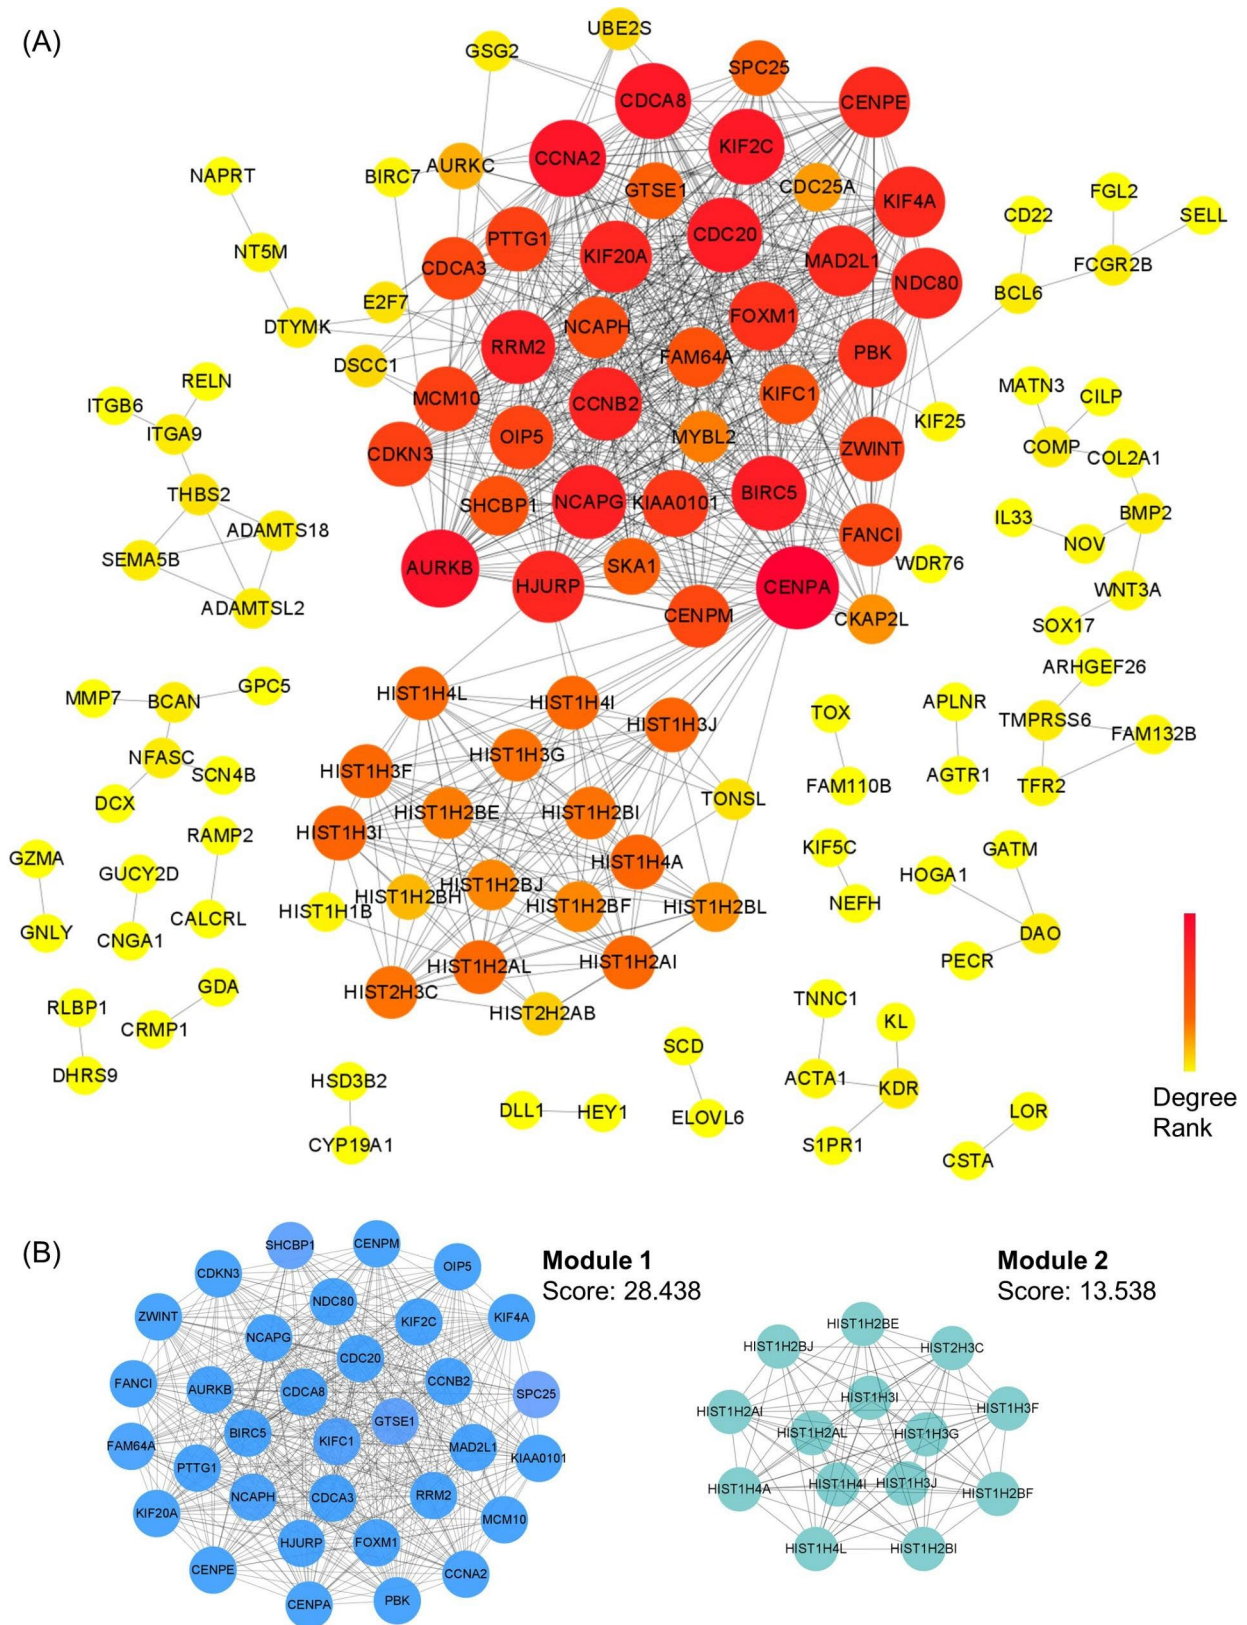 (A)
UBE2S
GSG2
SPC25
CDCA8
CENPE
KIF2C
CCNA2
AURKC
NAPRT
BIRC7
GTSE1
CDC25A
FGL2
KIF4A
CD22
SELL
CDC20
PTTG1
NT5M
KIF20A
MAD2L1
CDCA3
FCGR2B
NDC80
BCL6
E2F7
DTYMK
FOXM1
NCAPH
RRM2
PBK
FAM64A
DSCC1
RELN
MATN3
CILP
KIFC1
MCM10
ITGB6
CCNB2
KIF25
ITGA9
OIP5
MYBL2
COMP
ZWINT
CDKN3
COL2A1
THBS2
BIRC5
SHCBP1
NCAPG
KIAA0101
BMP2
IL33
ADAMTS18
FANCI
NOV
SEMA5B
WDR76
AURKB
SKA1
HJURP
CENPA
WNT3A
ADAMTSL2
CENPM
CKAP2L
SOX17
ARHGEF26
GPC5
HIST1H4L
MMP7
BCAN
HIST1H4I
APLNR
TOX
TMPRSS6
HIST1H3J
FAM132B
HIST1H3G
NFASC
HIST1H3F
SCN4B
AGTR1
FAM110B
TFR2
TONSL
DCX
HIST1H2BE
HIST1H2BI
HIST1H3I
RAMP2
KIF5C
GATM
GZMA
HIST1H4A
GUCY2D
HOGA1
HIST1H2BJ
HIST1H2BH
NEFH
HIST1H2BF
HIST1H2BL
HIST1H1B
CALCRL
GNLY
DAO
CNGA1
PECR
HIST1H2AI
HIST1H2AL
GDA
HIST2H3C
TNNC1
RLBP1
HIST2H2AB
KL
CRMP1
SCD
DHRS9
HSD3B2
ACTA1
KDR
Degree
Rank
DLL1
HEY1
LOR
ELOVL6
CYP19A1
S1PR1
CSTA
(B)
SHCBP1
CENPM
Module 1
Score: 28.438
Module 2
Score: 13.538
OIP5
CDKN3
NDC80
ZWINT
KIF4A
KIF2C
HIST1H2BE
NCAPG
HIST1H2BJ
HIST2H3C
CDC20
FANCI
AURKB
CDCA8
CCNB2
SPC25
HIST1H3I
HIST1H2AI
HIST1H3F
GTSE1
BIRC5
HIST1H2AL
HIST1H3G
KIFC1
FAM64A
MAD2L1
KIAA0101
PTTG1
HIST1H4I
HIST1H3J
HIST1H4A
HIST1H2BF
NCAPH
CDCA3
RRM2
KIF20A
MCM10
HJURP
FOXM1
HIST1H4L
HIST1H2BI
CENPE
CCNA2
CENPA
PBK